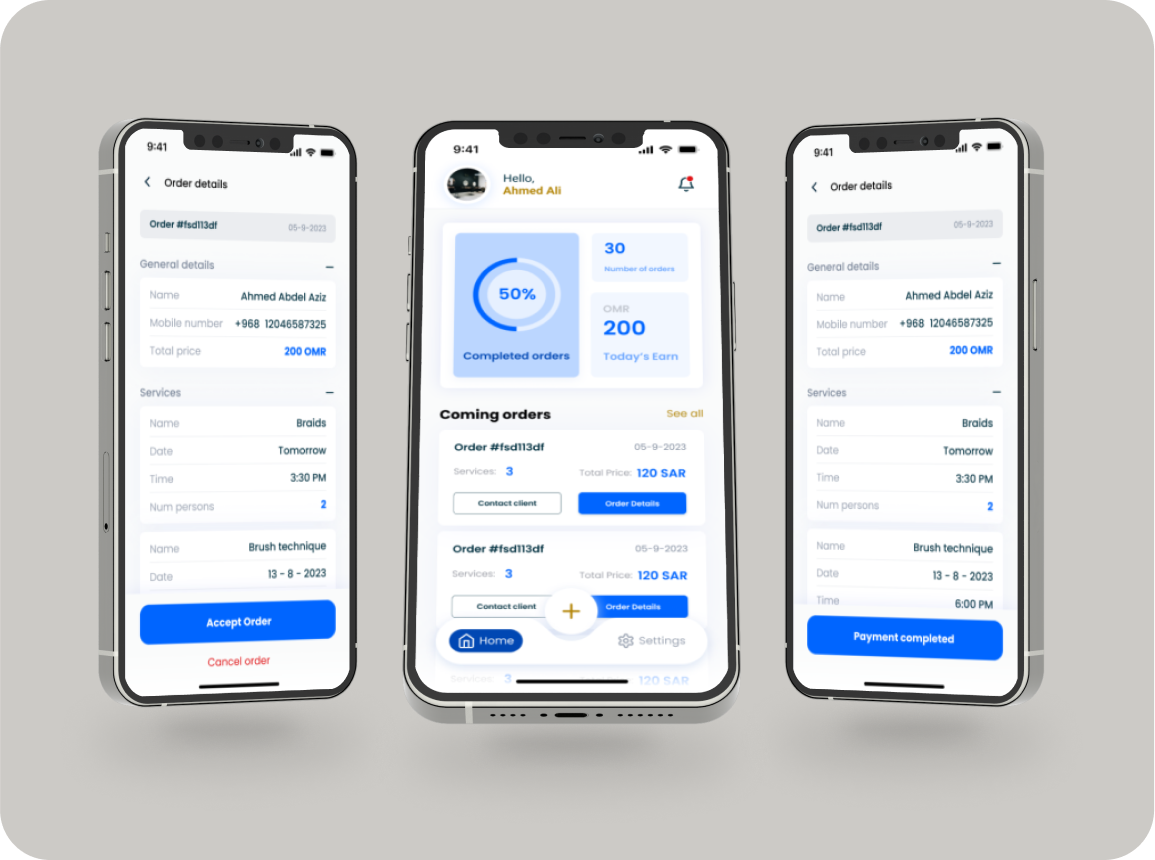 9:41
Order details
Order #fsd113df 05-9-2023
General details
Name Ahmed Abdel Aziz
Mobile number +968 12046587325
Total price 200 OMR
Services
Name Braids
Date Tomorrow
Time 3:30 PM
Num persons 2
Name Brush technique
Date 13 - 8 - 2023
Accept Order
Cancel order
9:41
Hello,
Ahmed Ali
50%
Completed orders
30
Number of orders
OMR
200
Today's Earn
Coming orders See all
Order #fsd113df 05-9-2023
Services: 3 Total Price: 120 SAR
Contact client Order Details
Order #fsd113df 05-9-2023
Services: 3 Total Price: 120 SAR
Contact client Order Details
Home Settings
Services: 3 120 SAR
9:41
Order details
Order #fsd113df 05-9-2023
General details
Name Ahmed Abdel Aziz
Mobile number +968 12046587325
Total price 200 OMR
Services
Name Braids
Date Tomorrow
Time 3:30 PM
Num persons 2
Name Brush technique
Date 13 - 8 - 2023
Time 6:00 PM
Payment completed